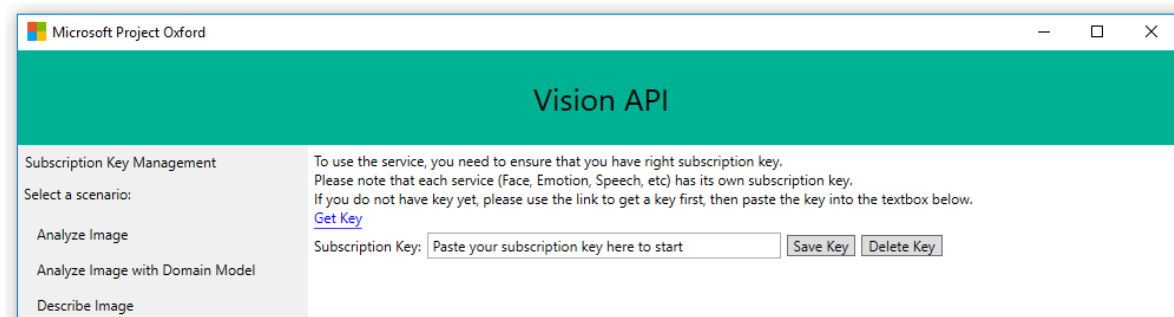 Microsoft Project Oxford
Vision API
Subscription Key Management
Select a scenario:
Analyze Image
Analyze Image with Domain Model
Describe Image
To use the service, you need to ensure that you have right subscription key.
Please note that each service (Face, Emotion, Speech, etc) has its own subscription key.
If you do not have key yet, please use the link to get a key first, then paste the key into the textbox below.
Get Key
Subscription Key: Paste your subscription key here to start Save Key Delete Key